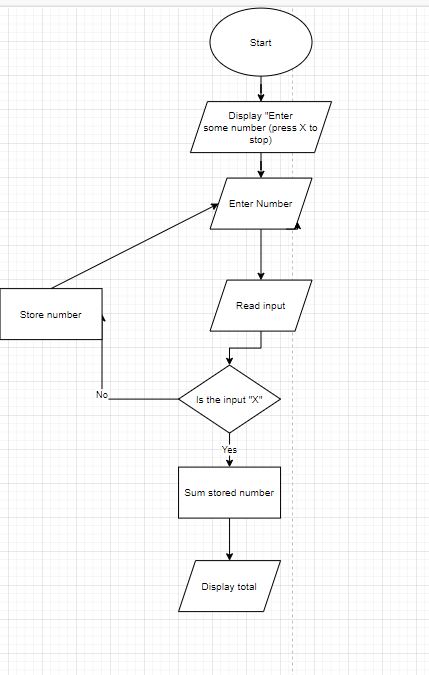 Start
Display "Enter
some number (press X to
stop)
Enter Number
Read input
Store number
Is the input "X"
No
Yes
Sum stored number
Display total